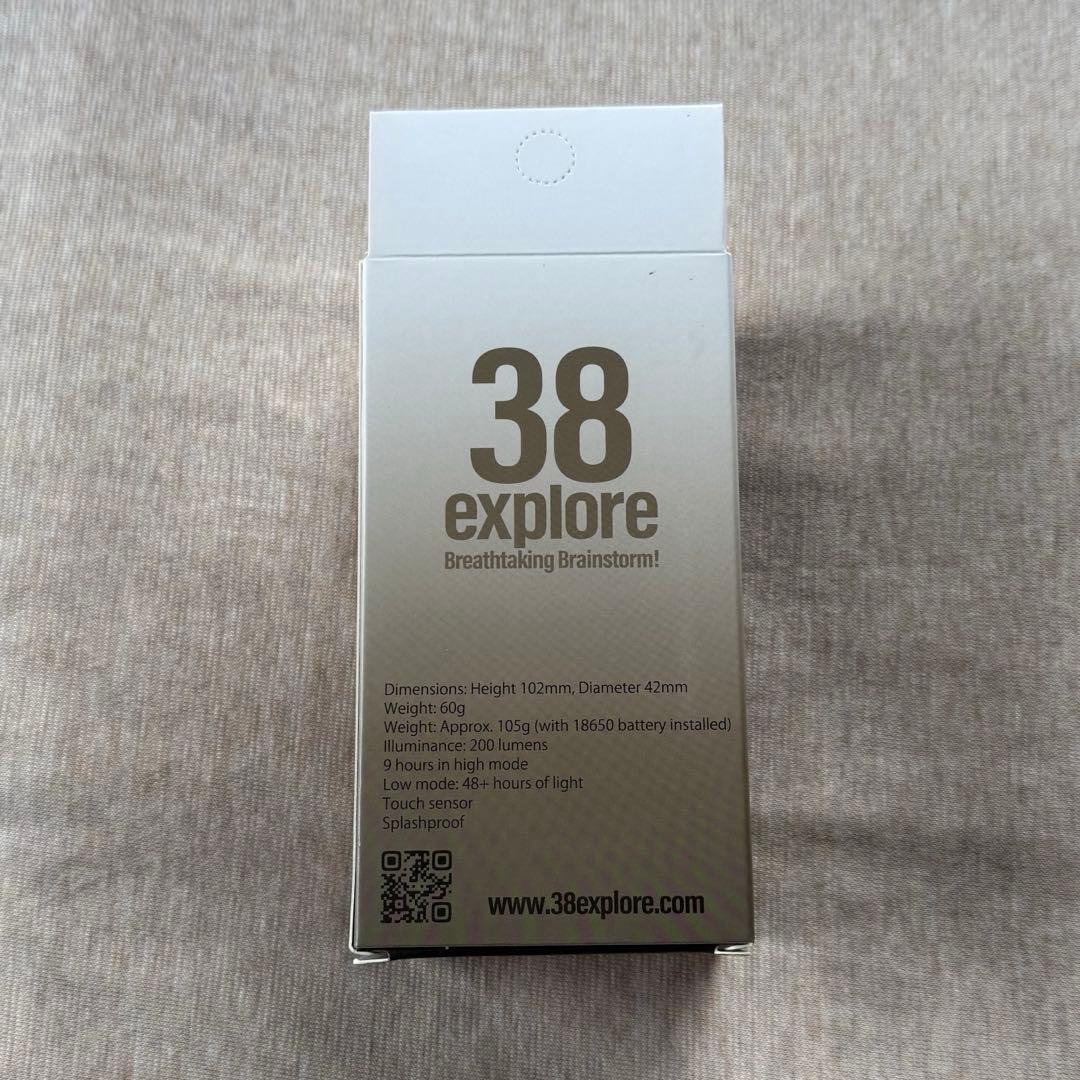 38
explore
Breathtaking Brainstorm!
Dimensions: Height 102mm, Diameter 42mm
Weight: 60g
Weight: Approx. 105g (with 18650 battery installed)
Illuminance: 200 lumens
9 hours in high mode
Low mode: 48+ hours of light
Touch sensor
Splashproof
www.38explore.com